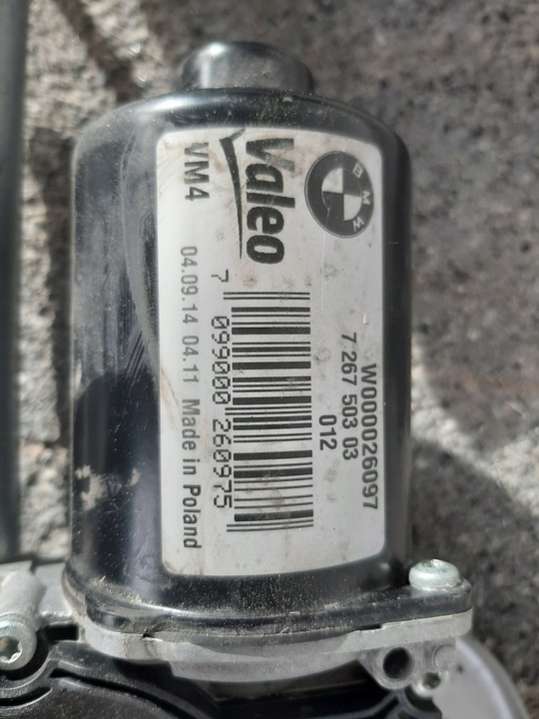 BMW
W000026097
7 267 503 03
012
Valeo
7 099000 260975
VM4
04.09.14 04.11 Made in Poland